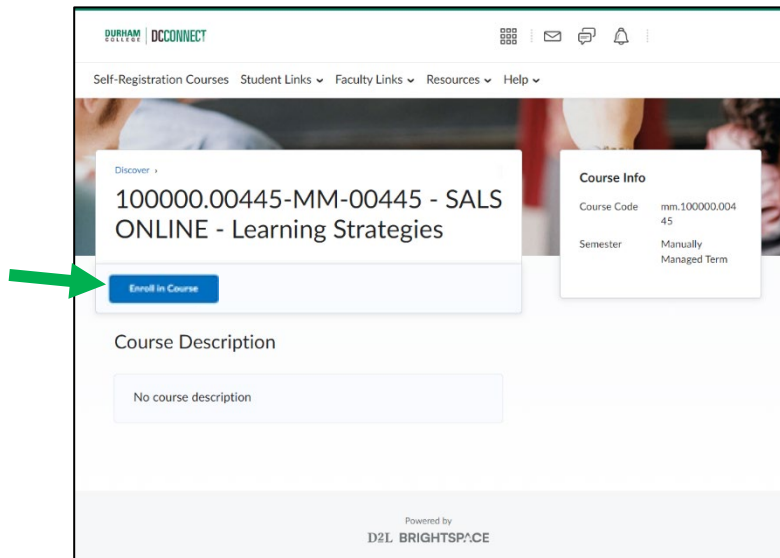 DURHAM COLLEGE | DCCONNECT
Self-Registration Courses Student Links Faculty Links Resources Help
Discover ›
100000.00445-MM-00445 - SALS
ONLINE - Learning Strategies
Enroll in Course
Course Info
Course Code mm.100000.004
45
Semester Manually
Managed Term
Course Description
No course description
Powered by
D2L BRIGHTSPACE